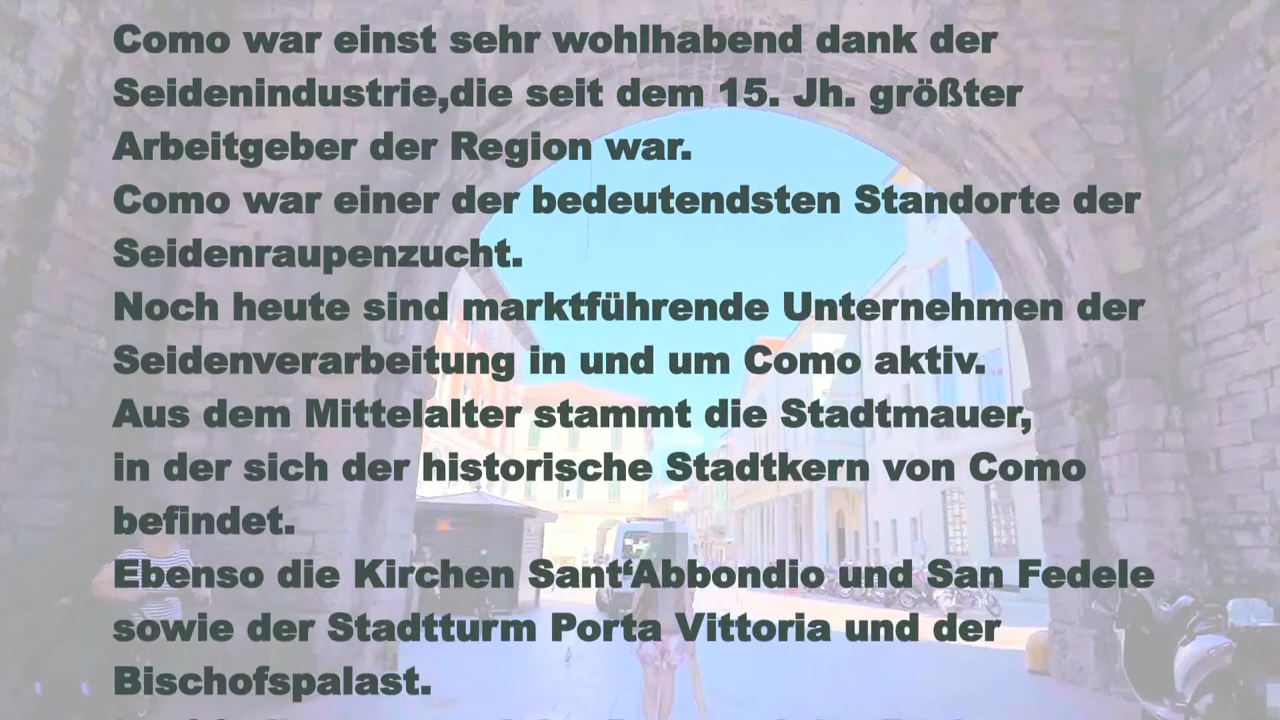 Como war einst sehr wohlhabend dank der
Seidenindustrie,die seit dem 15. Jh. größter
Arbeitgeber der Region war.
Como war einer der bedeutendsten Standorte der
Seidenraupenzucht.
Noch heute sind marktführende Unternehmen der
Seidenverarbeitung in und um Como aktiv.
Aus dem Mittelalter stammt die Stadtmauer,
in der sich der historische Stadtkern von Como
befindet.
Ebenso die Kirchen Sant‘Abbondio und San Fedele
sowie der Stadtturm Porta Vittoria und der
Bischofspalast.